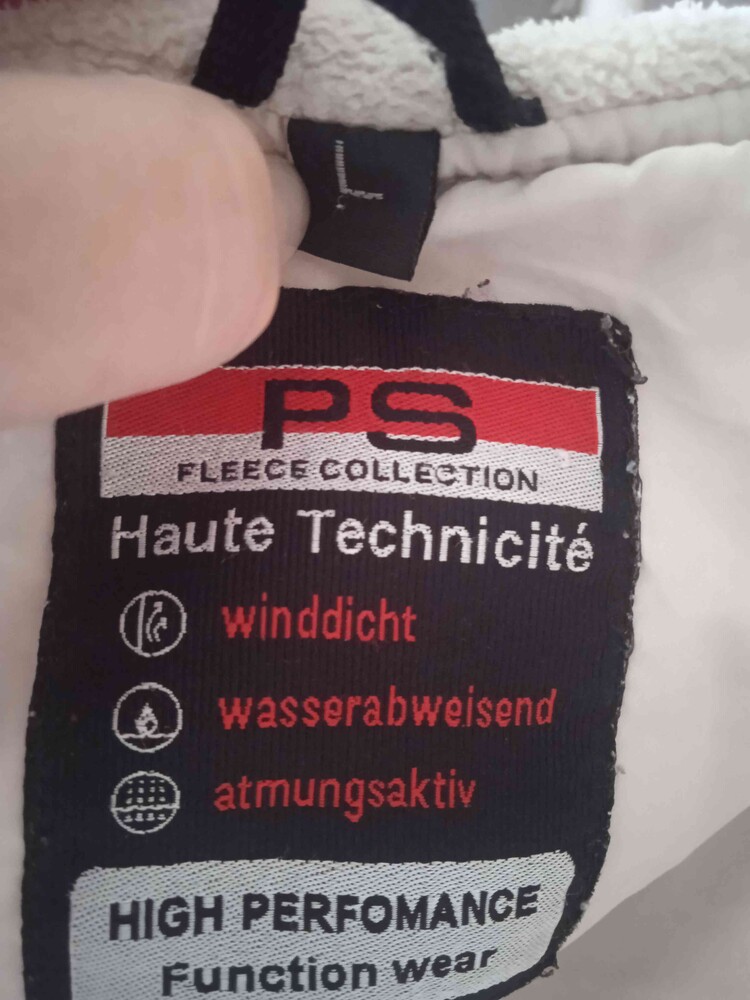 L
PS
FLEECE COLLECTION
Haute Technicité
winddicht
wasserabweisend
atmungsaktiv
HIGH PERFOMANCE
Function wear